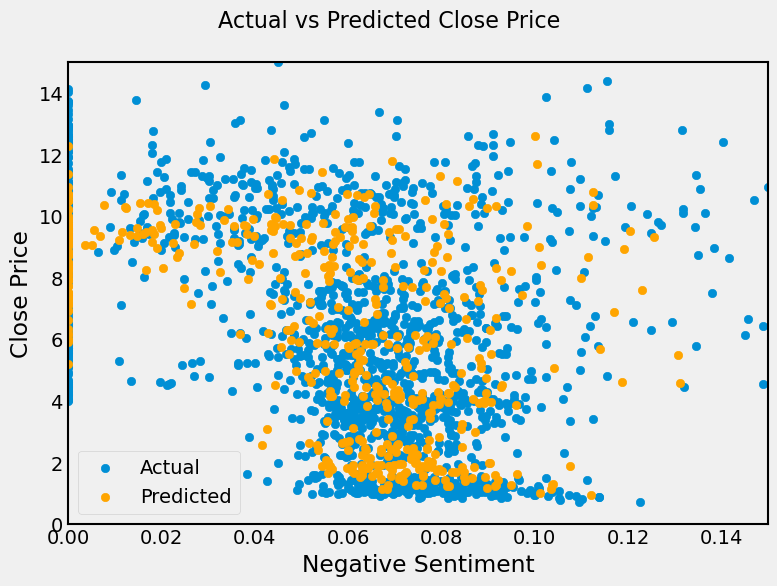 Actual vs Predicted Close Price
Close Price
14
12
10
8
6
4
2
0
Actual
Predicted
0.00 0.02 0.04 0.06 0.08 0.10 0.12 0.14
Negative Sentiment